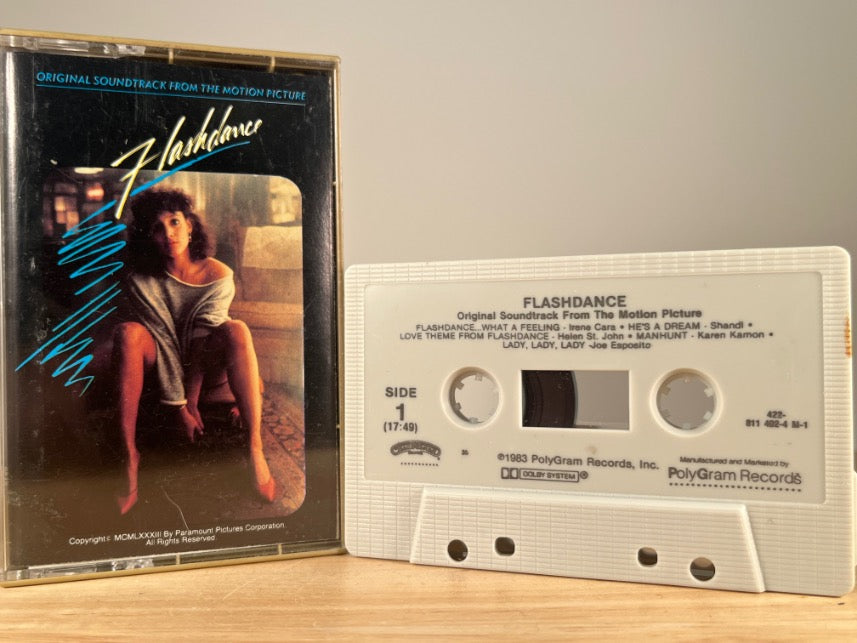 ORIGINAL SOUNDTRACK FROM THE MOTION PICTURE
Flashdance
Copyright© MCMLXXXIII By Paramount Pictures Corporation.
All Rights Reserved
FLASHDANCE
Original Soundtrack From The Motion Picture
FLASHDANCE...WHAT A FEELING - Irene Cara • HE'S A DREAM - Shandi •
LOVE THEME FROM FLASHDANCE - Helen St. John • MANHUNT - Karen Kamon •
LADY, LADY, LADY -Joe Esposito
SIDE
1
(17:49)
422-
811 492-4 M-1
Casablanca
©1983 PolyGram Records, Inc.
DOLBY SYSTEM®
Manufactured and Marketed by
PolyGram Records